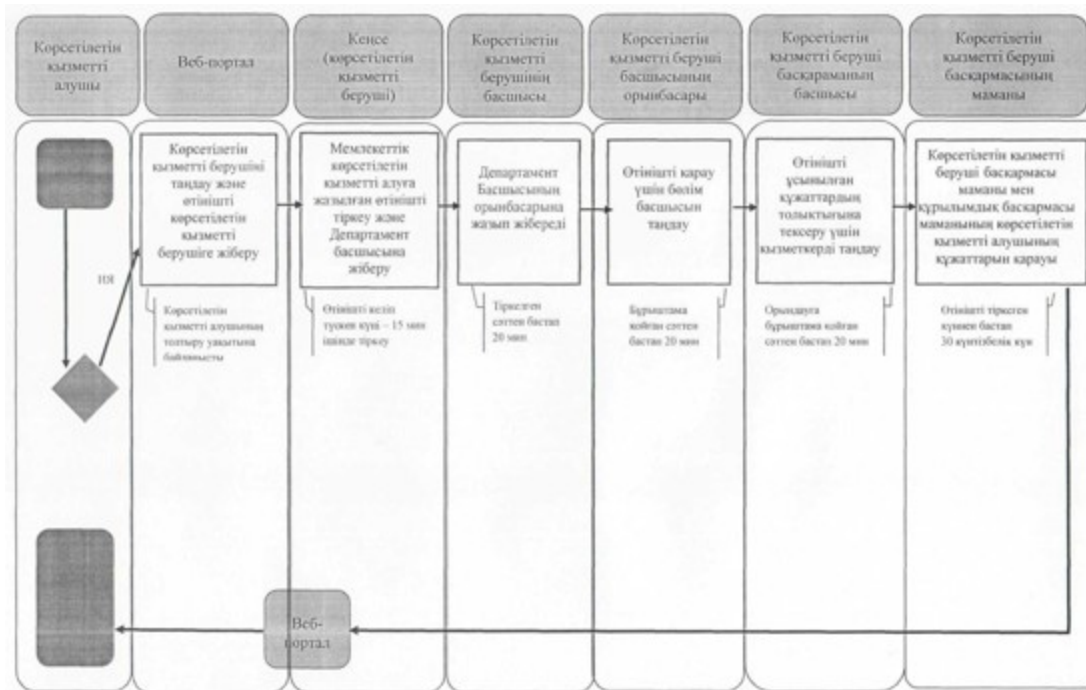 Көрсетілетін
қызметті
алушы
Веб-портал
Кеңсе
(көрсетілетін
қызметті
беруші)
Көрсетілетін
қызметті
берушінің
басшысы
Көрсетілетін
қызметті беруші
басшысының
орынбасары
Көрсетілетін
қызметті беруші
басқараманың
басшысы
Көрсетілетін
қызметті беруші
басқармасының
маманы
Көрсетілетін
қызметті берушіні
таңдау және
өтінішті
көрсетілетін
қызметті
берушіге жіберу
Мемлекеттік
көрсетілетін
қызметті алуға
жазылған өтінішті
тіркеу және
Департамент
басшысына
жіберу
Департамент
Басшысының
орынбасарына
жазып жібереді
Өтінішті қарау
үшін бөлім
басшысын
таңдау
Өтінішті
ұсынылған
құжаттардың
толықтығына
тексеру үшін
қызметкерді таңдау
Көрсетілетін қызметті
беруші басқармасы
маманы мен
құрылымдық басқармасы
маманының көрсетілетін
қызметті алушының
құжаттарын қарауы
ИЯ
Көрсетілетін
қызметті алушының
толтыру уақытына
байланысты
Өтінішті келіп
түскен күні – 15 мин
ішінде тіркеу
Тіркелген
сәттен бастап
20 мин
Бұрыштама
қойған сәттен
бастап 20 мин
Орындауға
бұрыштама қойған
сәттен бастап 20 мин
Өтінішті тіркеген
күннен бастап
30 күнтізбелік күн
Веб-
портал